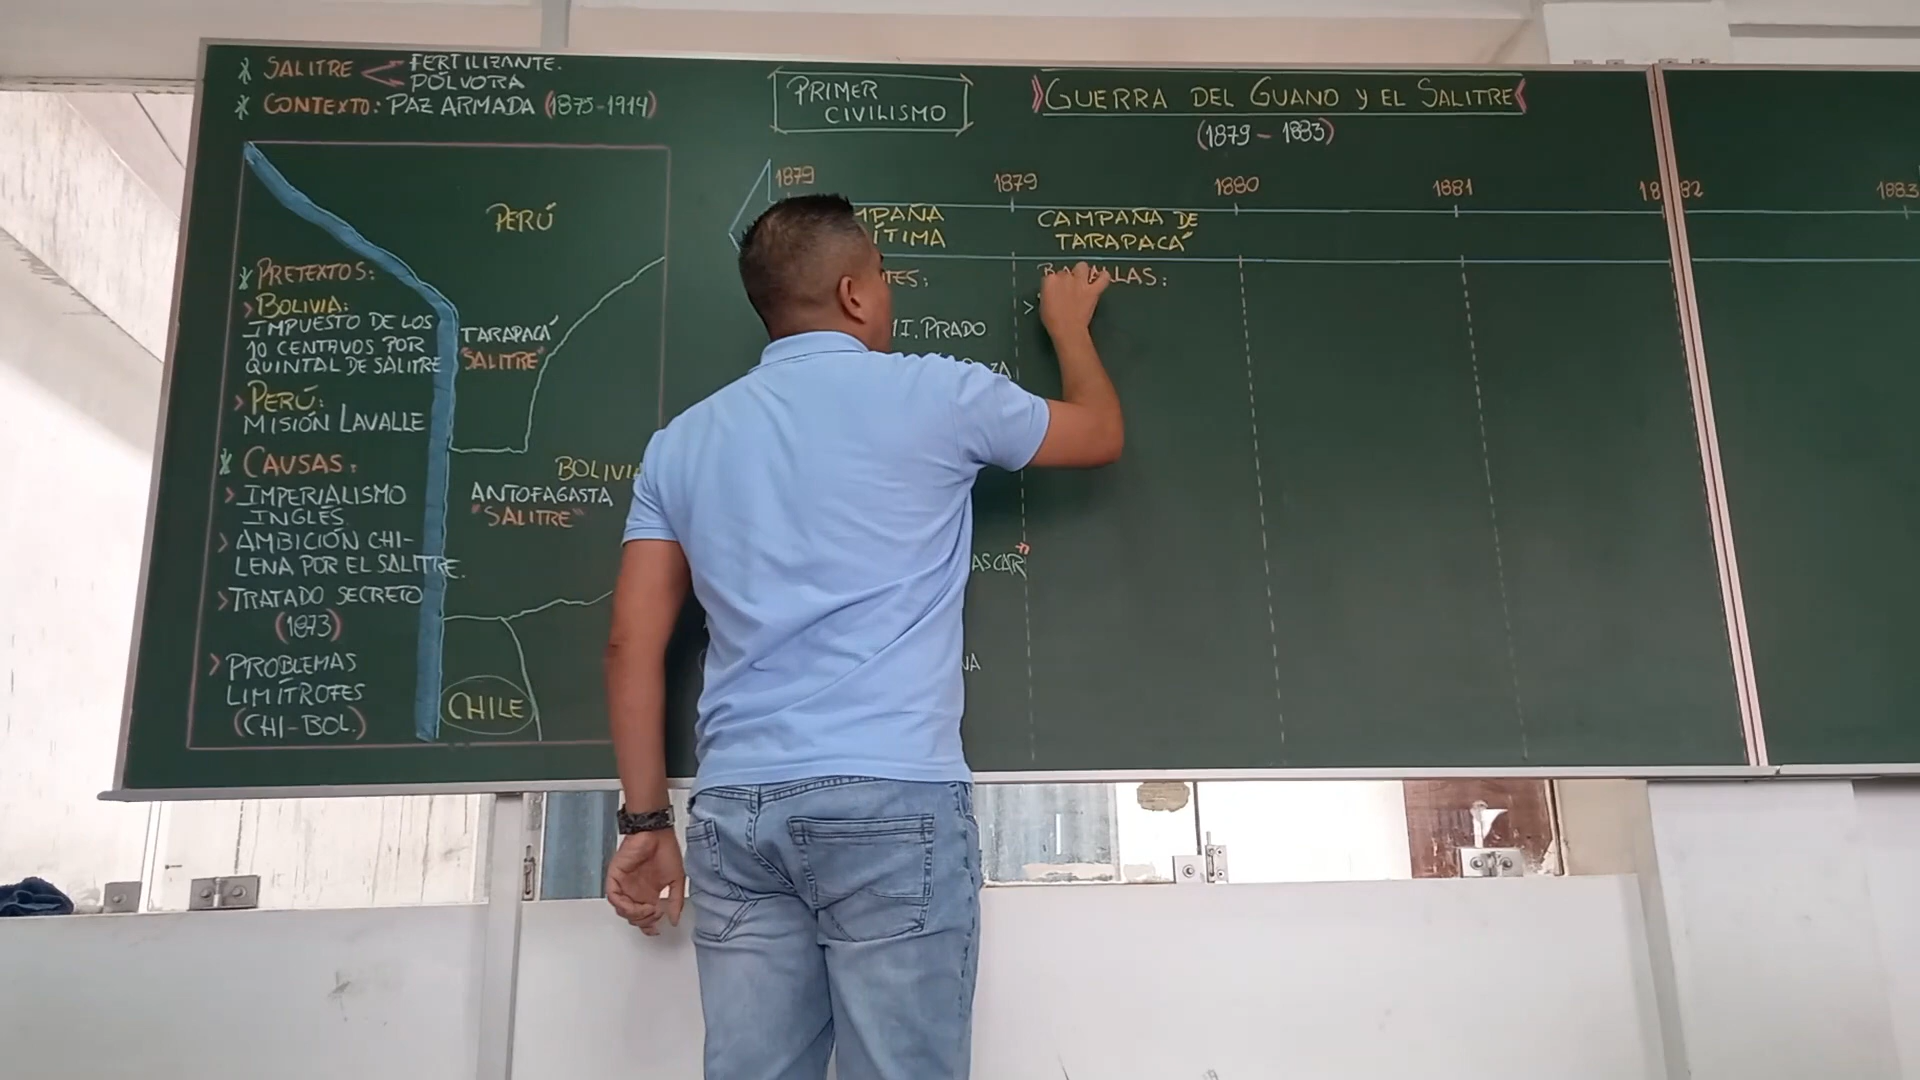 * SALITRE
FERTILIZANTE.
PÓLVORA
* CONTEXTO: PAZ ARMADA (1875-1914)
PERÚ
* PRETEXTOS:
> BOLIVIA:
IMPUESTO DE LOS
10 CENTAVOS POR
QUINTAL DE SALITRE
> PERÚ:
MISIÓN LAVALLE
* CAUSAS:
> IMPERIALISMO
INGLÉS
> AMBICIÓN CHI-
LENA POR EL SALITRE.
> TRATADO SECRETO
(1873)
> PROBLEMAS
LIMÍTROFES
(CHI-BOL.)
TARAPACÁ
"SALITRE"
BOLIVIA
ANTOFAGASTA
"SALITRE"
CHILE
PRIMER
CIVILISMO
GUERRA DEL GUANO Y EL SALITRE
(1879 - 1883)
1879
1879
1880
1881
1882
1883
MPAÑA
ÍTIMA
I. PRADO
CAMPAÑA DE
TARAPACÁ